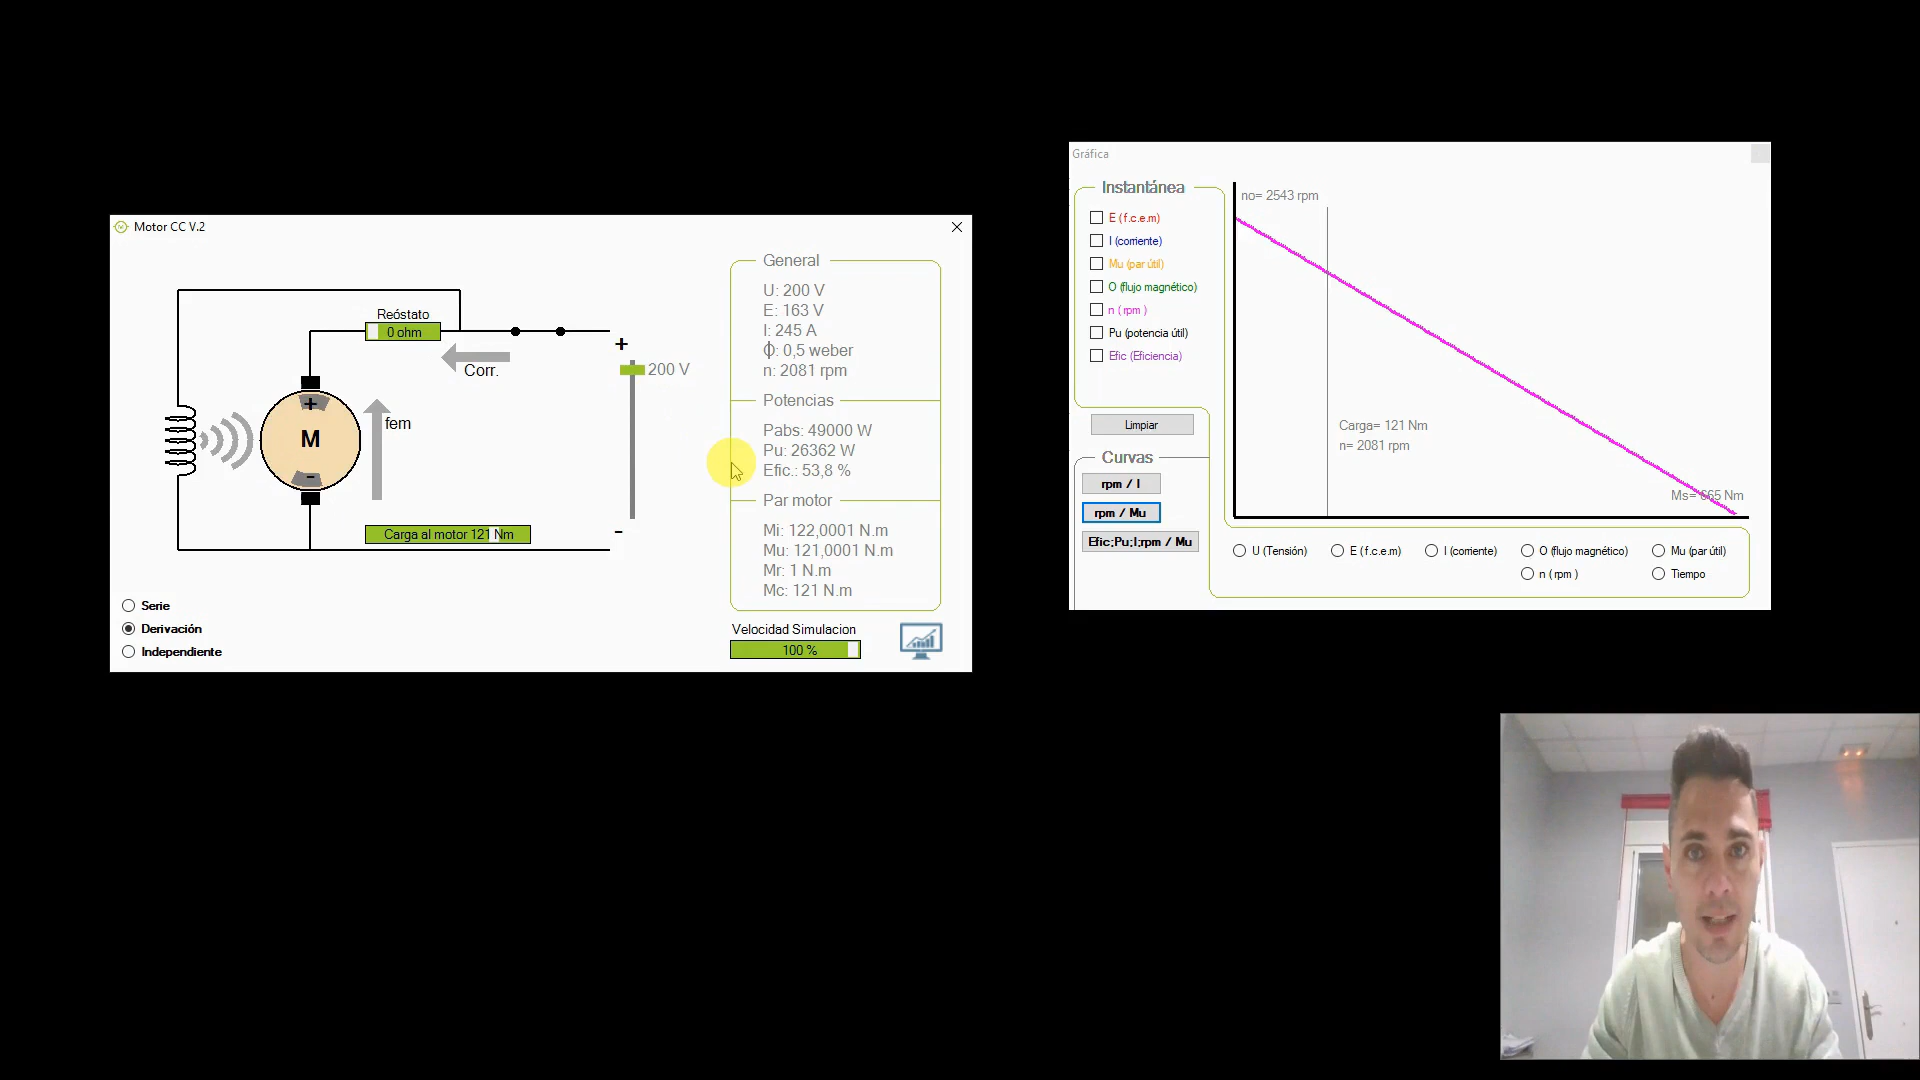 Motor CC V.2
Reóstato
0 ohm
Corr.
+
200 V
-
+
M
-
fem
Carga al motor 121 Nm
Serie
Derivación
Independiente
General
U: 200 V
E: 163 V
I: 245 A
ϕ: 0,5 weber
n: 2081 rpm
Potencias
Pabs: 49000 W
Pu: 26362 W
Efic.: 53,8 %
Par motor
Mi: 122,0001 N.m
Mu: 121,0001 N.m
Mr: 1 N.m
Mc: 121 N.m
Velocidad Simulacion
100 %
Gráfica
Instantánea
E ( f.c.e.m)
I (corriente)
Mu (par útil)
O (flujo magnético)
n ( rpm )
Pu (potencia útil)
Efic (Eficiencia)
Limpiar
Curvas
rpm / I
rpm / Mu
Efic;Pu;I;rpm / Mu
no= 2543 rpm
Carga= 121 Nm
n= 2081 rpm
Ms= 665 Nm
U (Tensión)
E ( f.c.e.m)
I (corriente)
O (flujo magnético)
Mu (par útil)
n ( rpm )
Tiempo